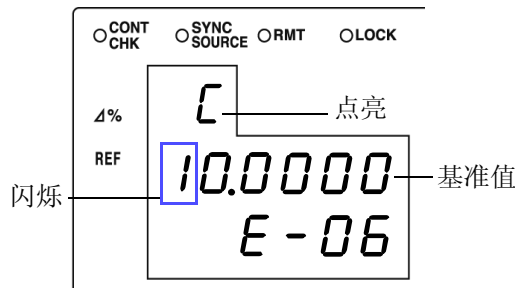 CONT CHK SYNC SOURCE RMT LOCK
C 点亮
⊿%
REF 10.0000 基准值
闪烁
E-06